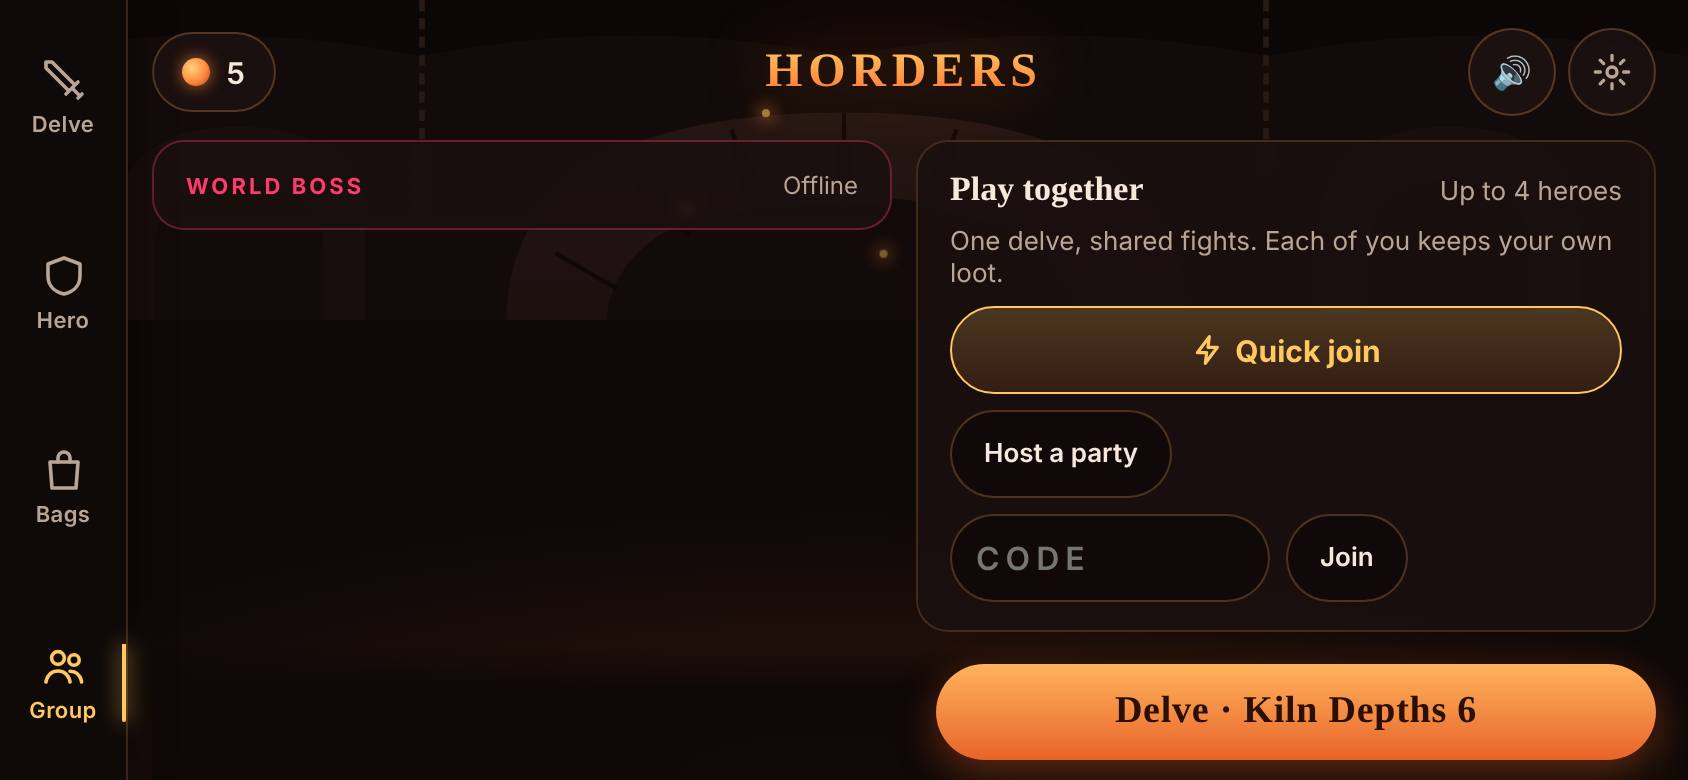 Delve
Hero
Bags
Group
5
HORDERS
WORLD BOSS
Offline
Play together
Up to 4 heroes
One delve, shared fights. Each of you keeps your own
loot.
Quick join
Host a party
CODE
Join
Delve · Kiln Depths 6